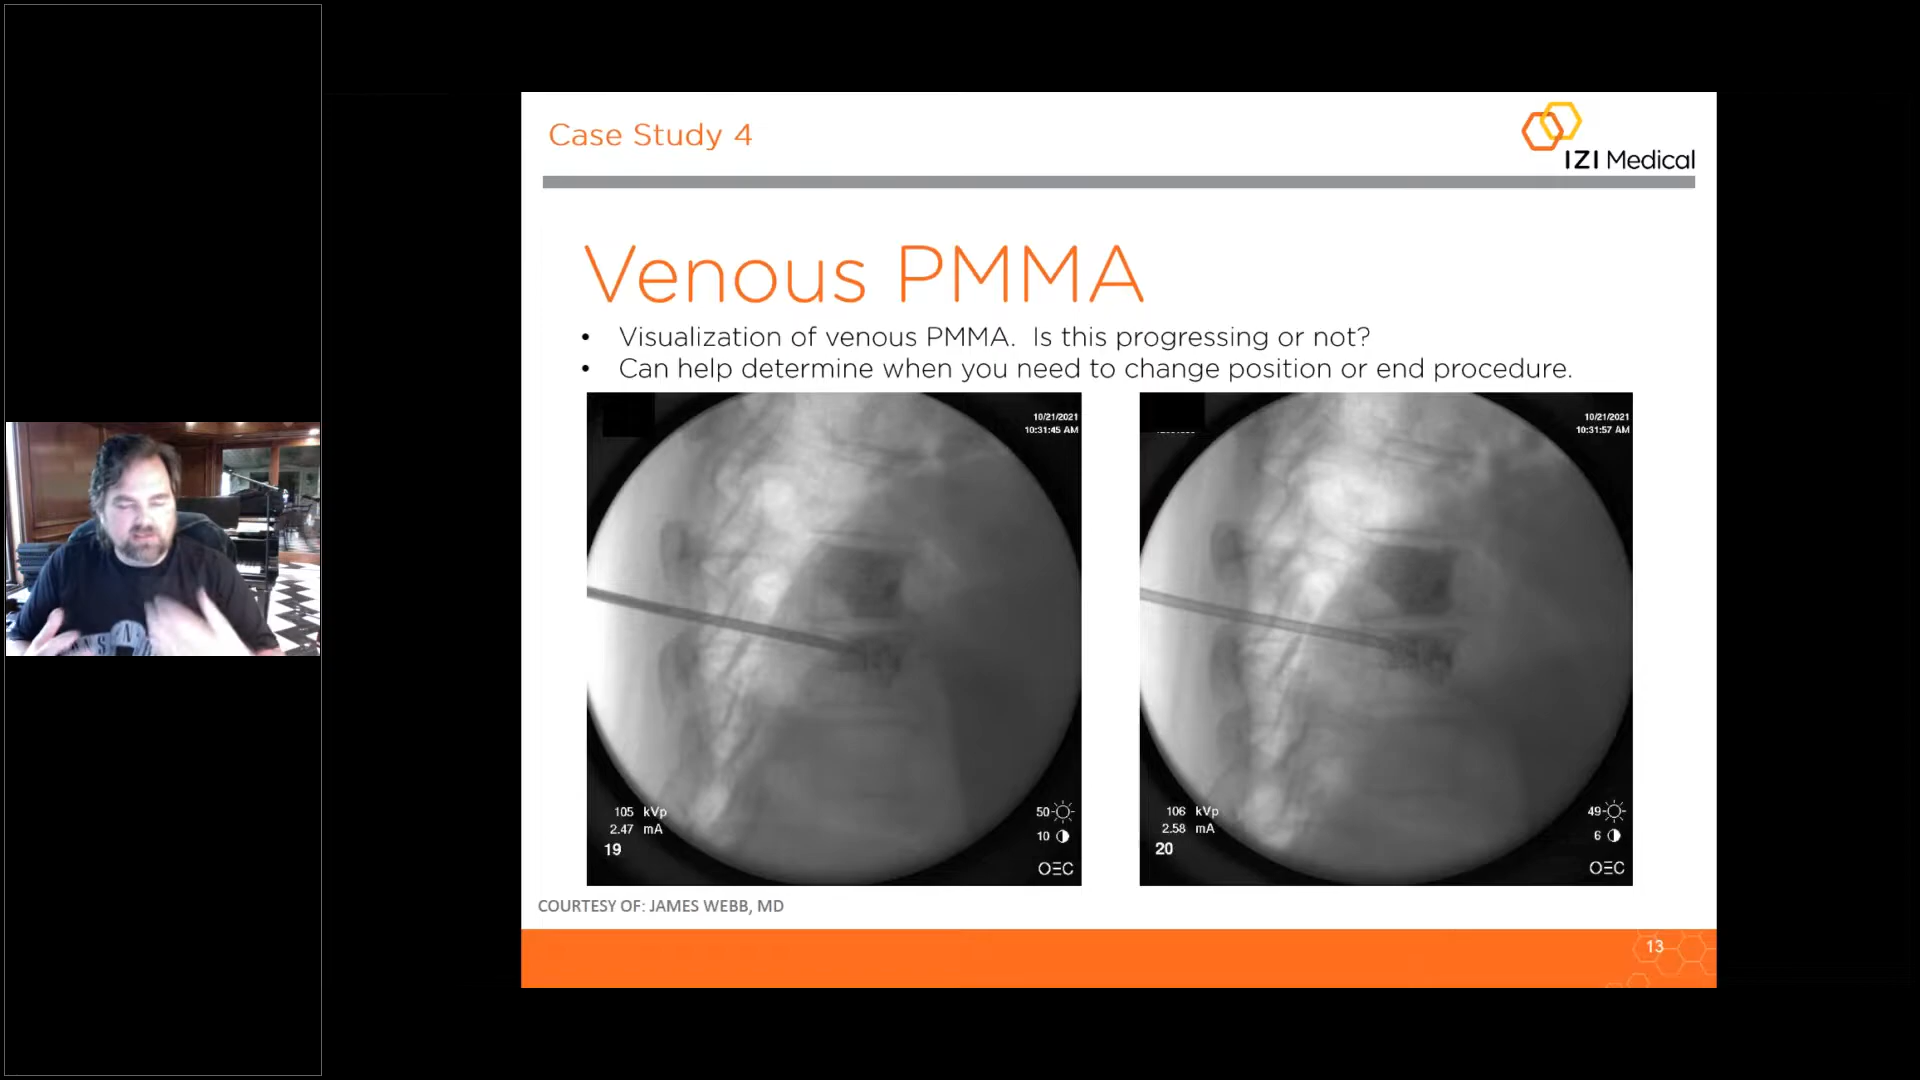 Case Study 4
IZI Medical
Venous PMMA
• Visualization of venous PMMA.  Is this progressing or not?
• Can help determine when you need to change position or end procedure.
10/21/2021
10:31:45 AM
105 kVp
2.47 mA
19
50
10
OEC
10/21/2021
10:31:57 AM
106 kVp
2.58 mA
20
49
6
OEC
COURTESY OF: JAMES WEBB, MD
13